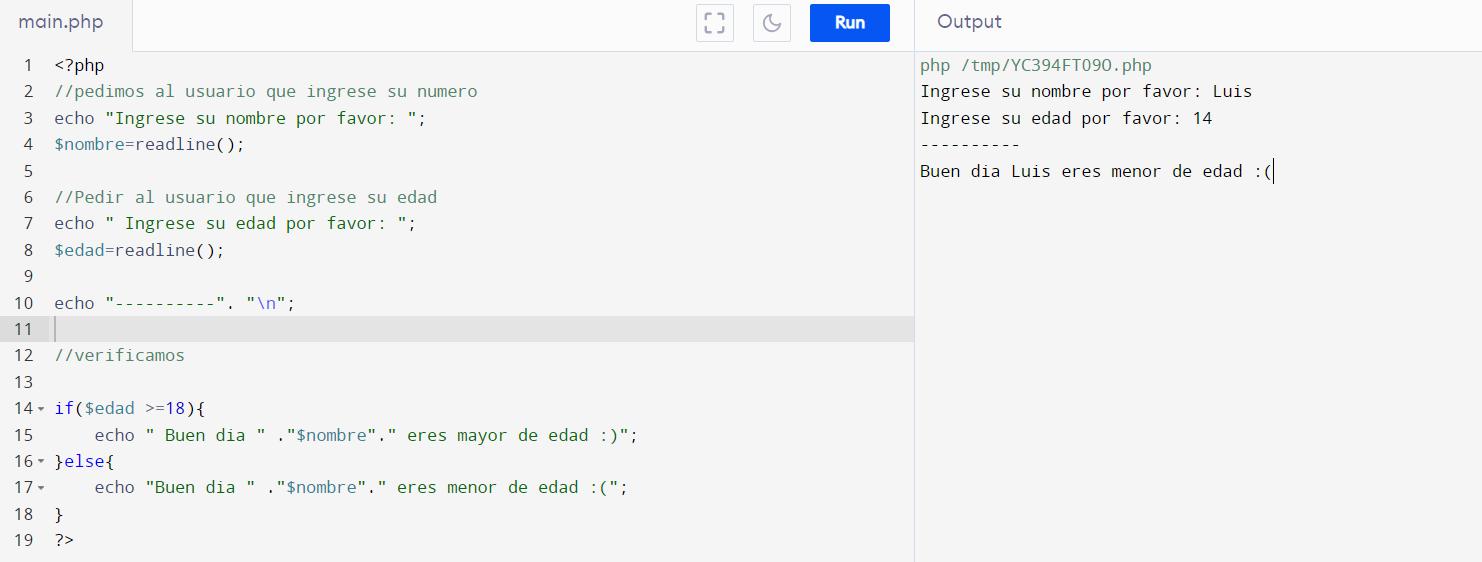 main.php
Run
Output
1 <?php
2 //pedimos al usuario que ingrese su numero
3 echo "Ingrese su nombre por favor: ";
4 $nombre=readline();
5
6 //Pedir al usuario que ingrese su edad
7 echo " Ingrese su edad por favor: ";
8 $edad=readline();
9
10 echo "----------". "\n";
11
12 //verificamos
13
14 if($edad >=18){
15     echo " Buen dia " ."$nombre"." eres mayor de edad :)";
16 }else{
17     echo "Buen dia " ."$nombre"." eres menor de edad :(";
18 }
19 ?>
php /tmp/YC394FT09O.php
Ingrese su nombre por favor: Luis
Ingrese su edad por favor: 14
----------
Buen dia Luis eres menor de edad :(